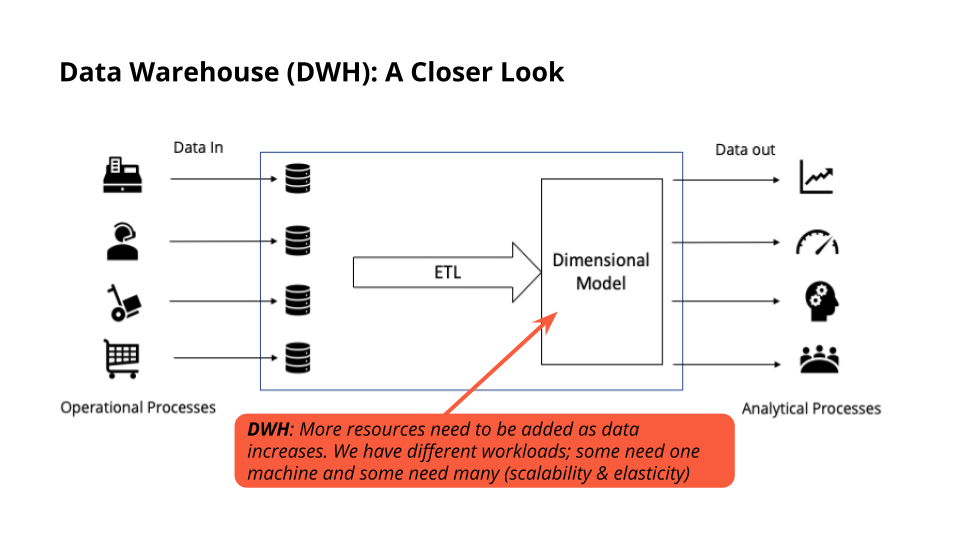 Data Warehouse (DWH): A Closer Look
Data In
Data out
ETL
Dimensional
Model
Operational Processes
Analytical Processes
DWH: More resources need to be added as data
increases. We have different workloads; some need one
machine and some need many (scalability & elasticity)